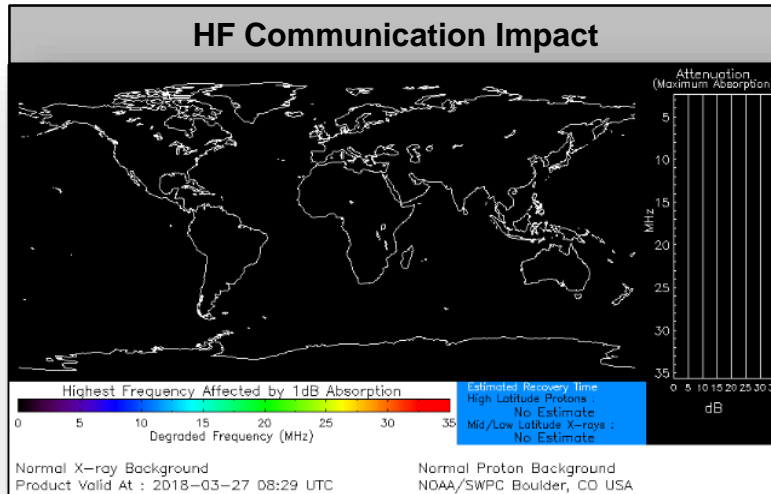 HF Communication Impact
Attenuation
(Maximum Absorption)
5
10
15
20
25
30
35
MHz
0 5 10 15 20 25 30
dB
Highest Frequency Affected by 1dB Absorption
0 5 10 15 20 25 30 35
Degraded Frequency (MHz)
Estimated Recovery Time
High Latitude Protons :
No Estimate
Mid/Low Latitude X-rays :
No Estimate
Normal X-ray Background
Product Valid At : 2018-03-27 08:29 UTC
Normal Proton Background
NOAA/SWPC Boulder, CO USA